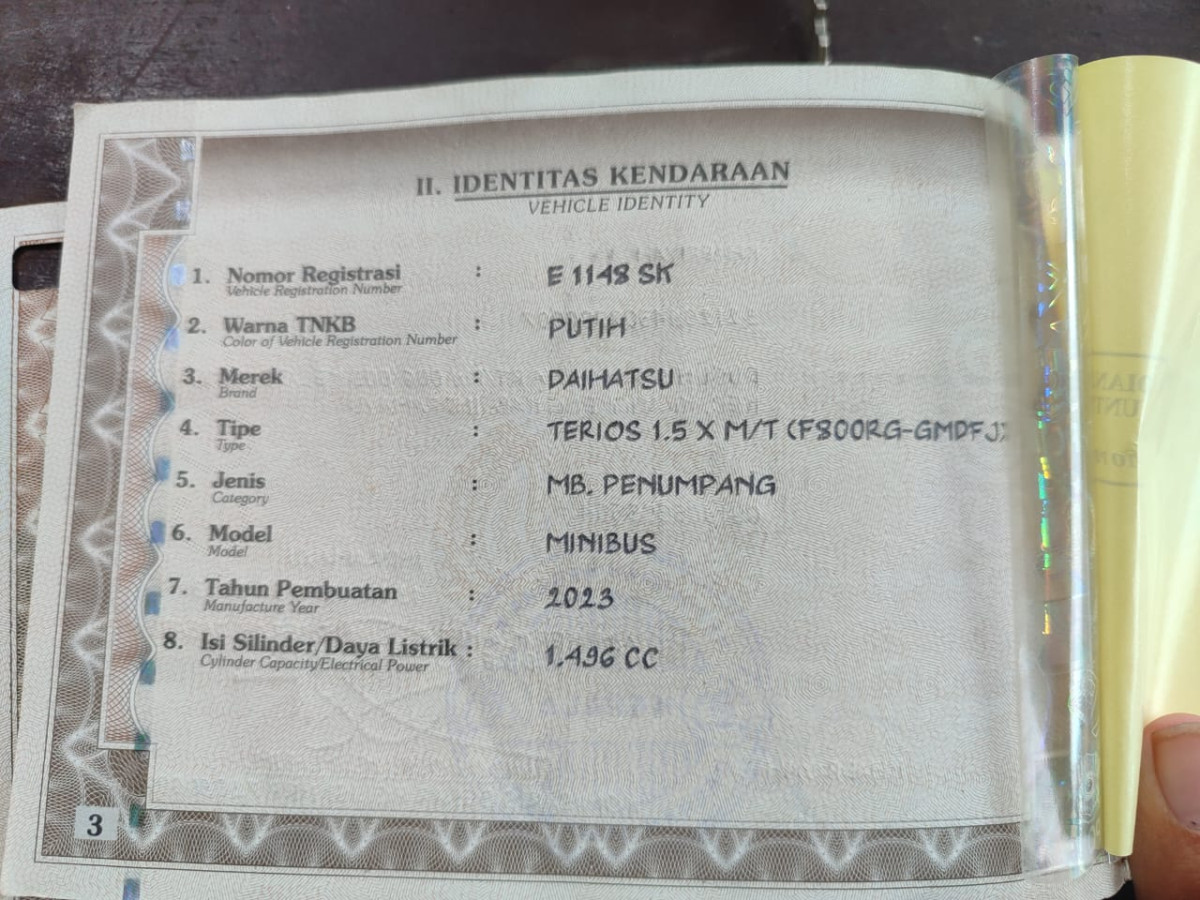 II. IDENTITAS KENDARAAN
VEHICLE IDENTITY
1. Nomor Registrasi : E 1148 SK
Vehicle Registration Number
2. Warna TNKB : PUTIH
Color of Vehicle Registration Number
3. Merek : DAIHATSU
Brand
4. Tipe : TERIOS 1.5 X M/T (F800RG-GMDFJ)
Type
5. Jenis : MB. PENUMPANG
Category
6. Model : MINIBUS
Model
7. Tahun Pembuatan : 2023
Manufacture Year
8. Isi Silinder/Daya Listrik : 1.496 CC
Cylinder Capacity/Electrical Power
3